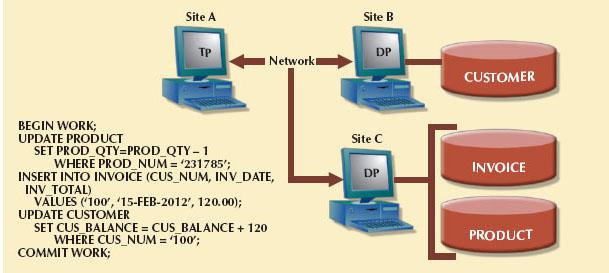 Site A
Site B
TP
Network
DP
CUSTOMER
Site C
DP
INVOICE
PRODUCT
BEGIN WORK;
UPDATE PRODUCT
SET PROD_QTY=PROD_QTY – 1
WHERE PROD_NUM = ‘231785’;
INSERT INTO INVOICE (CUS_NUM, INV_DATE,
INV_TOTAL)
VALUES (‘100’, ‘15-FEB-2012’, 120.00);
UPDATE CUSTOMER
SET CUS_BALANCE = CUS_BALANCE + 120
WHERE CUS_NUM = ‘100’;
COMMIT WORK;